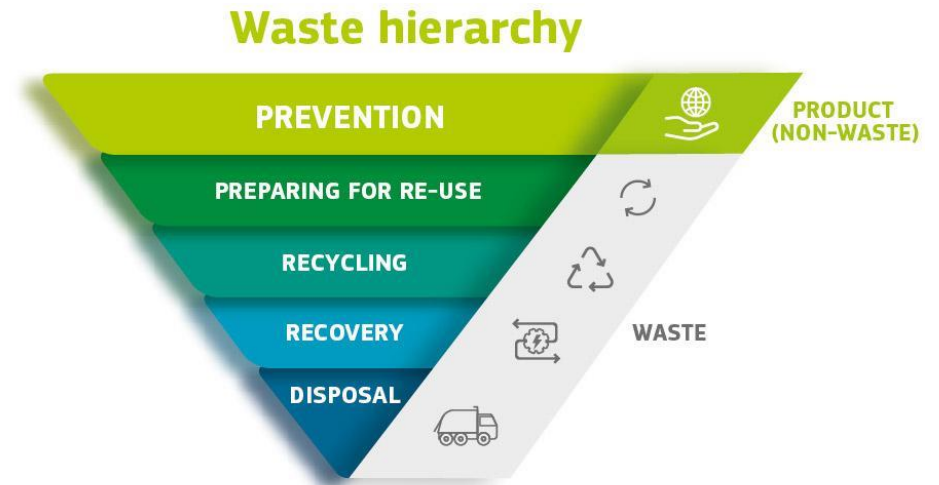 Waste hierarchy
PREVENTION
PRODUCT
(NON-WASTE)
PREPARING FOR RE-USE
RECYCLING
RECOVERY
WASTE
DISPOSAL